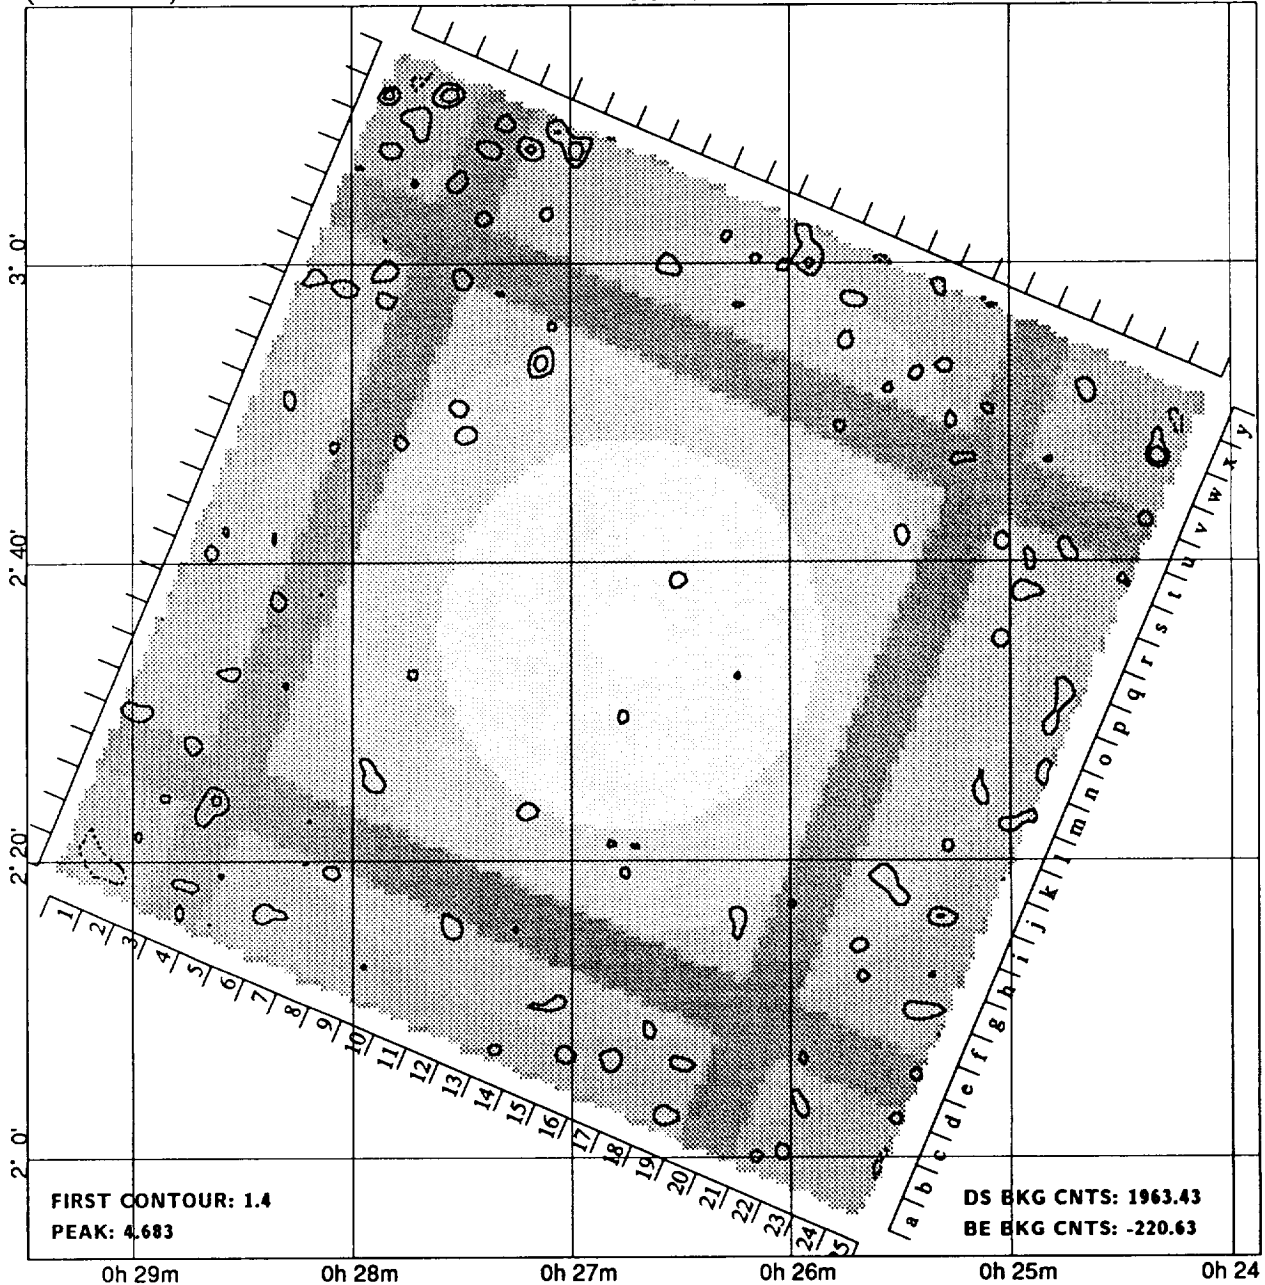 3° 0'
2° 40'
2° 20'
2° 0'
1 2 3 4 5 6 7 8 9 10 11 12 13 14 15 16 17 18 19 20 21 22 23 24 25
a b c d e f g h i j k l m n o p q r s t u v w x y
FIRST CONTOUR: 1.4
PEAK: 4.683
DS BKG CNTS: 1963.43
BE BKG CNTS: -220.63
0h 29m 0h 28m 0h 27m 0h 26m 0h 25m 0h 24